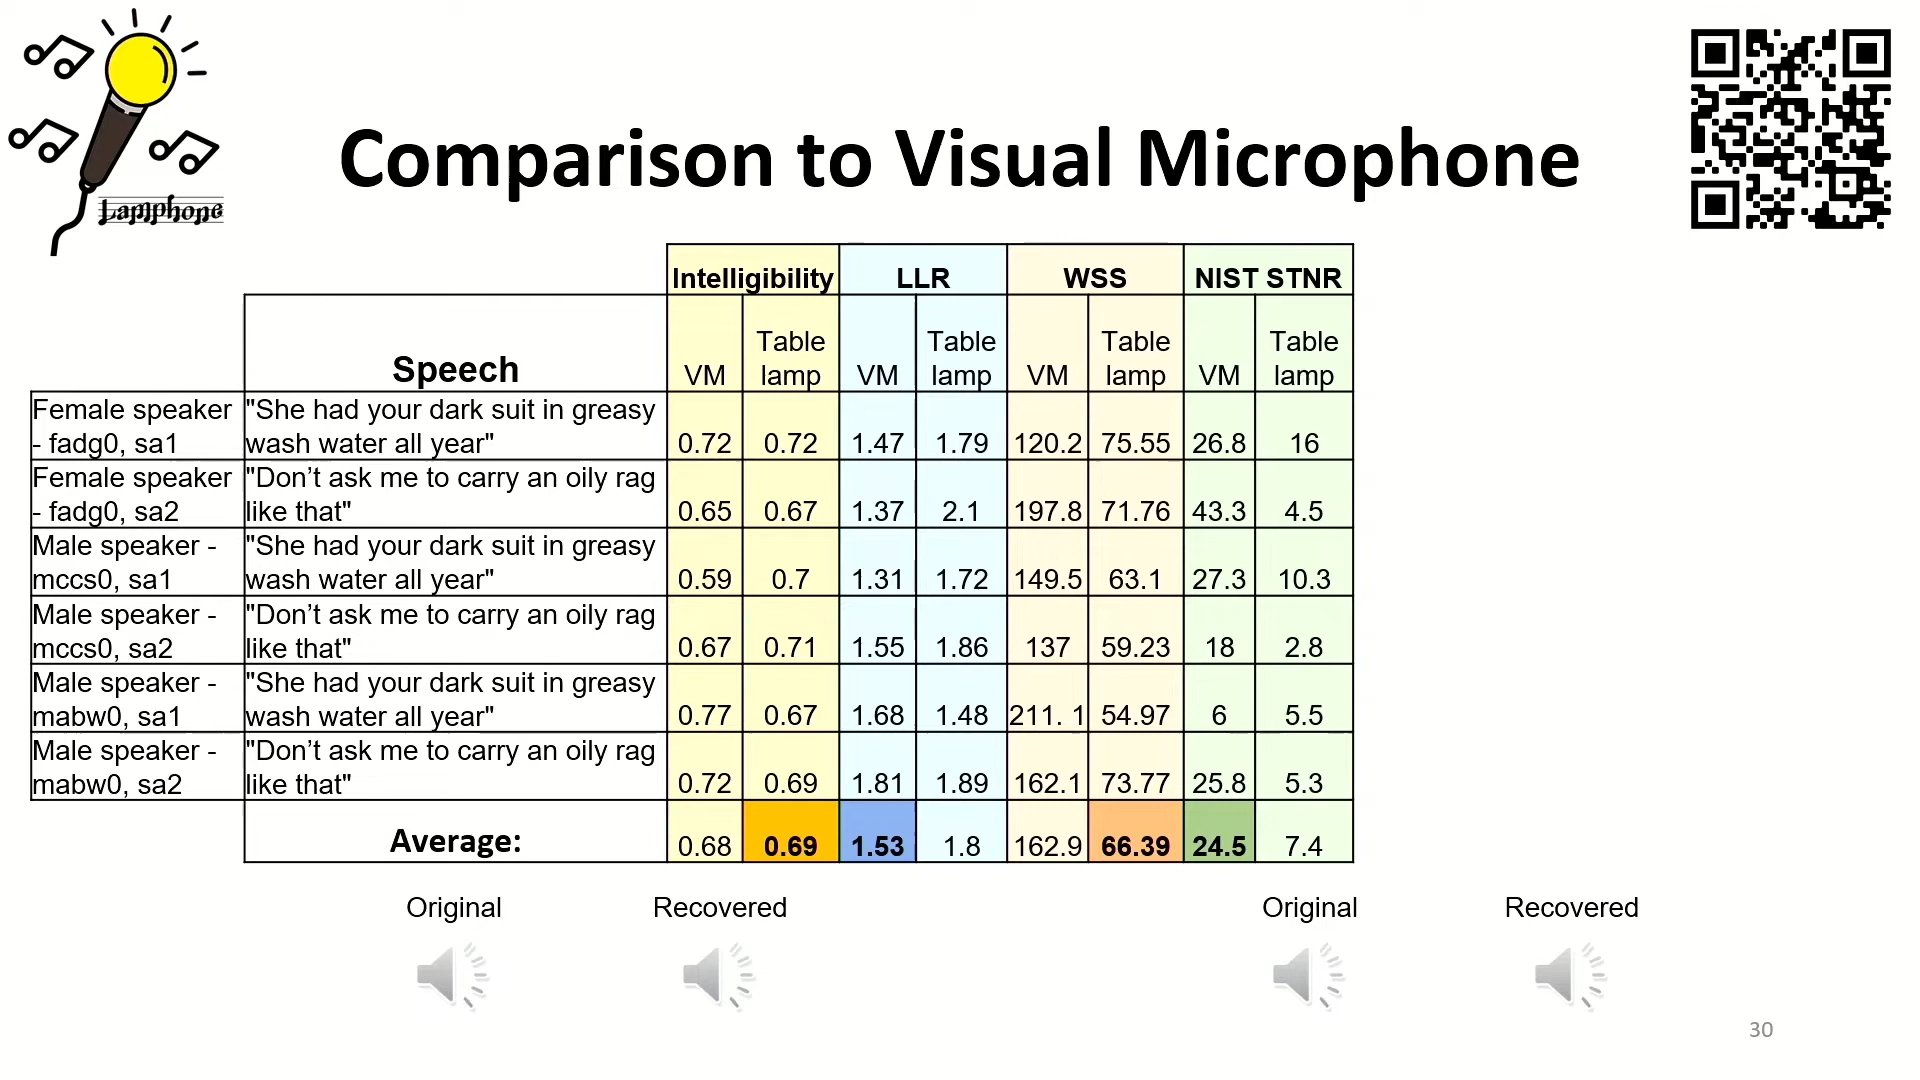 Lamphone
Comparison to Visual Microphone
Intelligibility LLR WSS NIST STNR
Speech VM Table lamp VM Table lamp VM Table lamp VM Table lamp
Female speaker - fadg0, sa1 "She had your dark suit in greasy wash water all year" 0.72 0.72 1.47 1.79 120.2 75.55 26.8 16
Female speaker - fadg0, sa2 "Don’t ask me to carry an oily rag like that" 0.65 0.67 1.37 2.1 197.8 71.76 43.3 4.5
Male speaker - mccs0, sa1 "She had your dark suit in greasy wash water all year" 0.59 0.7 1.31 1.72 149.5 63.1 27.3 10.3
Male speaker - mccs0, sa2 "Don’t ask me to carry an oily rag like that" 0.67 0.71 1.55 1.86 137 59.23 18 2.8
Male speaker - mabw0, sa1 "She had your dark suit in greasy wash water all year" 0.77 0.67 1.68 1.48 211. 1 54.97 6 5.5
Male speaker - mabw0, sa2 "Don’t ask me to carry an oily rag like that" 0.72 0.69 1.81 1.89 162.1 73.77 25.8 5.3
Average: 0.68 0.69 1.53 1.8 162.9 66.39 24.5 7.4
Original Recovered Original Recovered
30